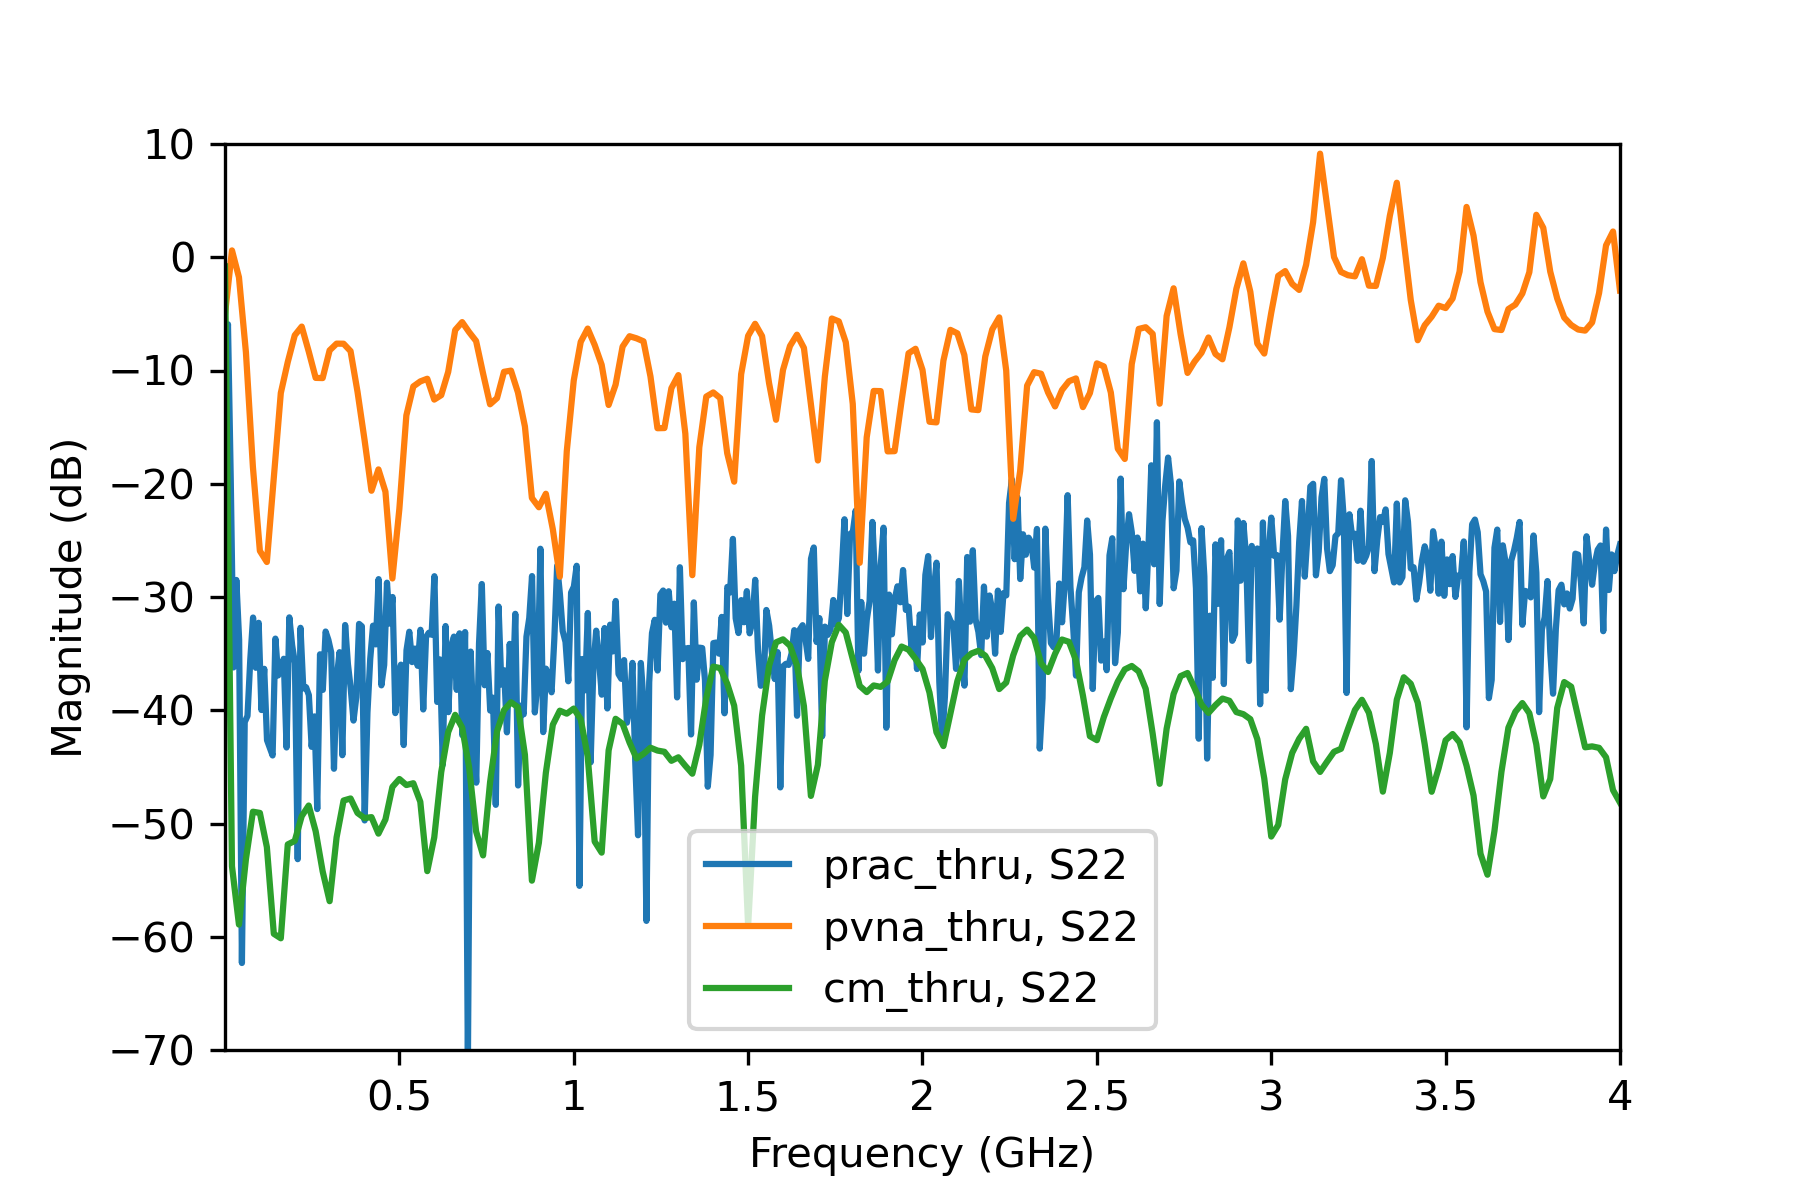 10
0
−10
−20
−30
−40
−50
−60
−70
Magnitude (dB)
prac_thru, S22
pvna_thru, S22
cm_thru, S22
0.5 1 1.5 2 2.5 3 3.5 4
Frequency (GHz)